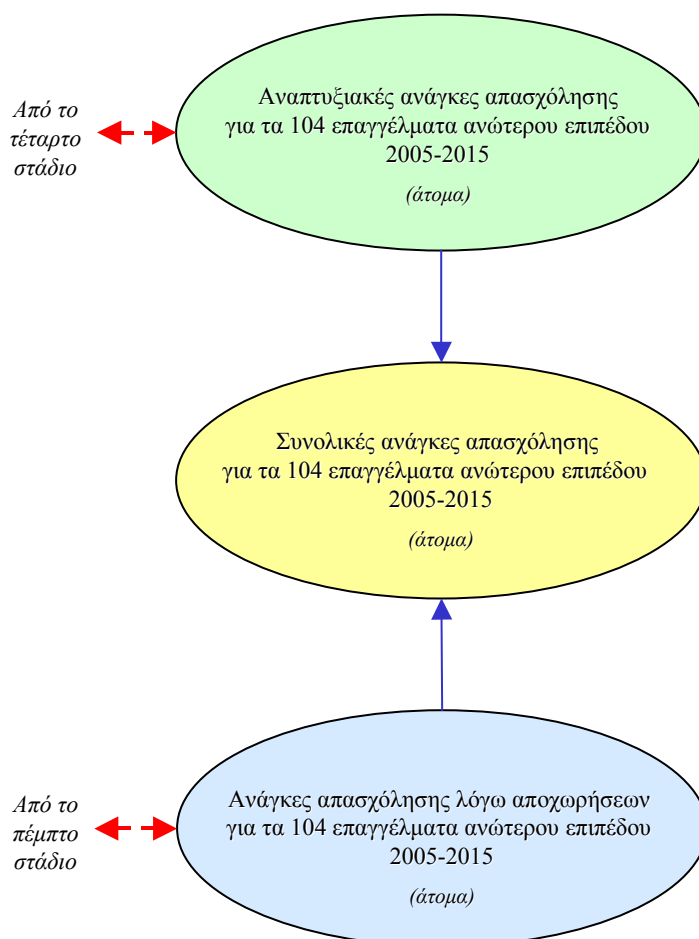 Αναπτυξιακές ανάγκες απασχόλησης
για τα 104 επαγγέλματα ανώτερου επιπέδου
2005-2015
(άτομα)
Από το
τέταρτο
στάδιο
Συνολικές ανάγκες απασχόλησης
για τα 104 επαγγέλματα ανώτερου επιπέδου
2005-2015
(άτομα)
Ανάγκες απασχόλησης λόγω αποχωρήσεων
για τα 104 επαγγέλματα ανώτερου επιπέδου
2005-2015
(άτομα)
Από το
πέμπτο
στάδιο